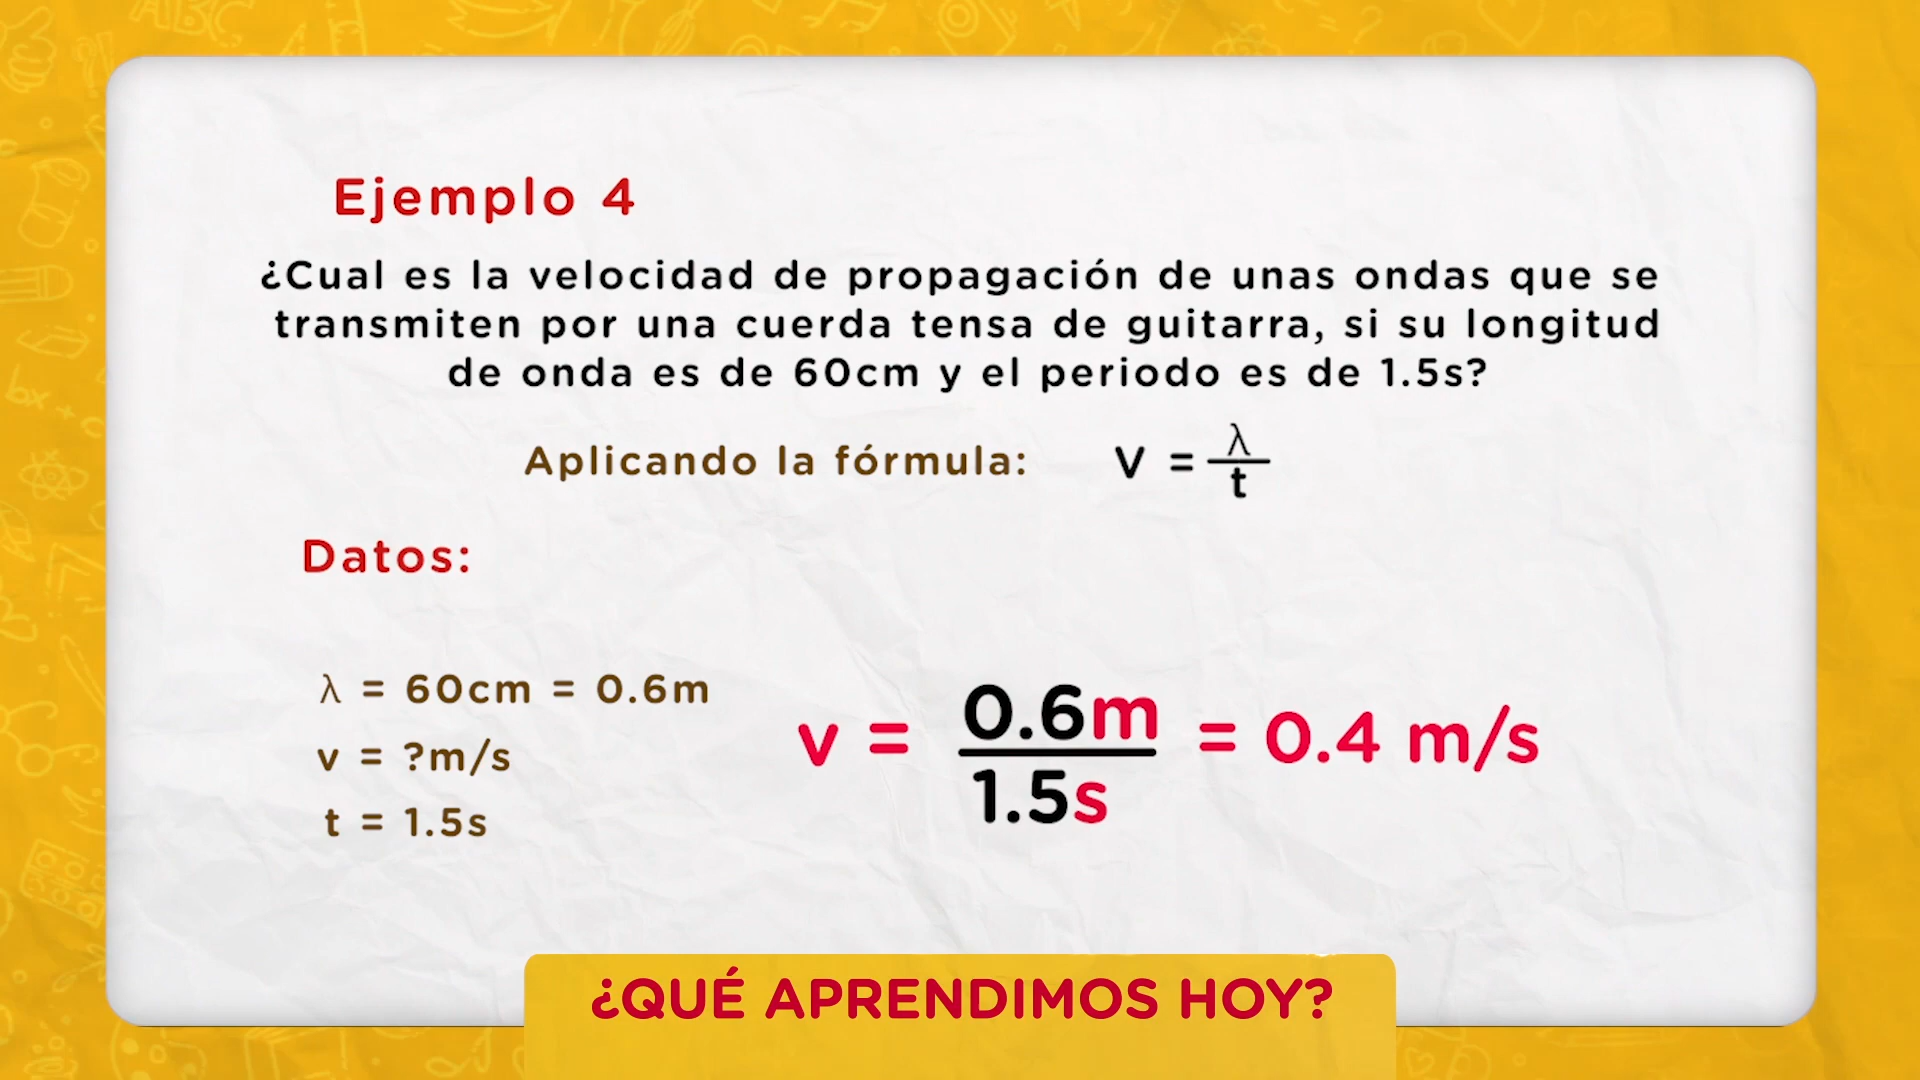 Ejemplo 4
¿Cual es la velocidad de propagación de unas ondas que se
transmiten por una cuerda tensa de guitarra, si su longitud
de onda es de 60cm y el periodo es de 1.5s?
Aplicando la fórmula: V = λ/t
Datos:
λ = 60cm = 0.6m
v = ?m/s
t = 1.5s
v = 0.6m/1.5s = 0.4 m/s
¿QUÉ APRENDIMOS HOY?